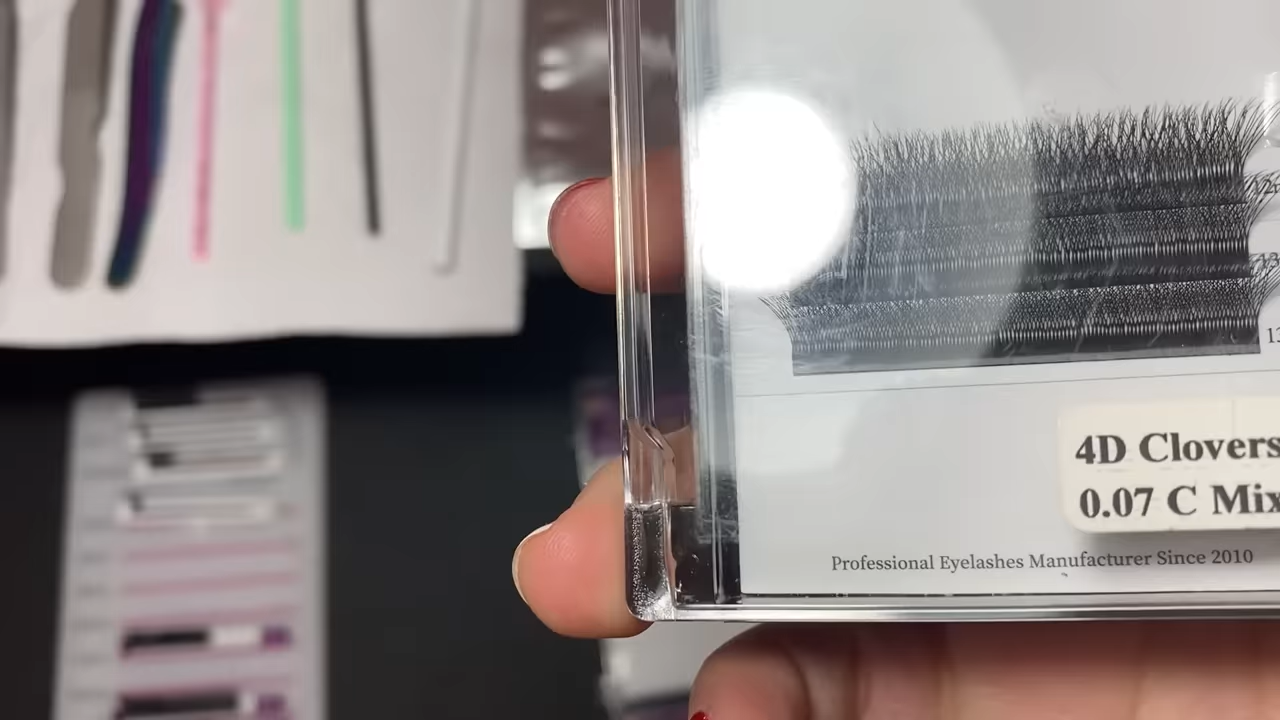 4D Clovers
0.07 C Mix
Professional Eyelashes Manufacturer Since 2010